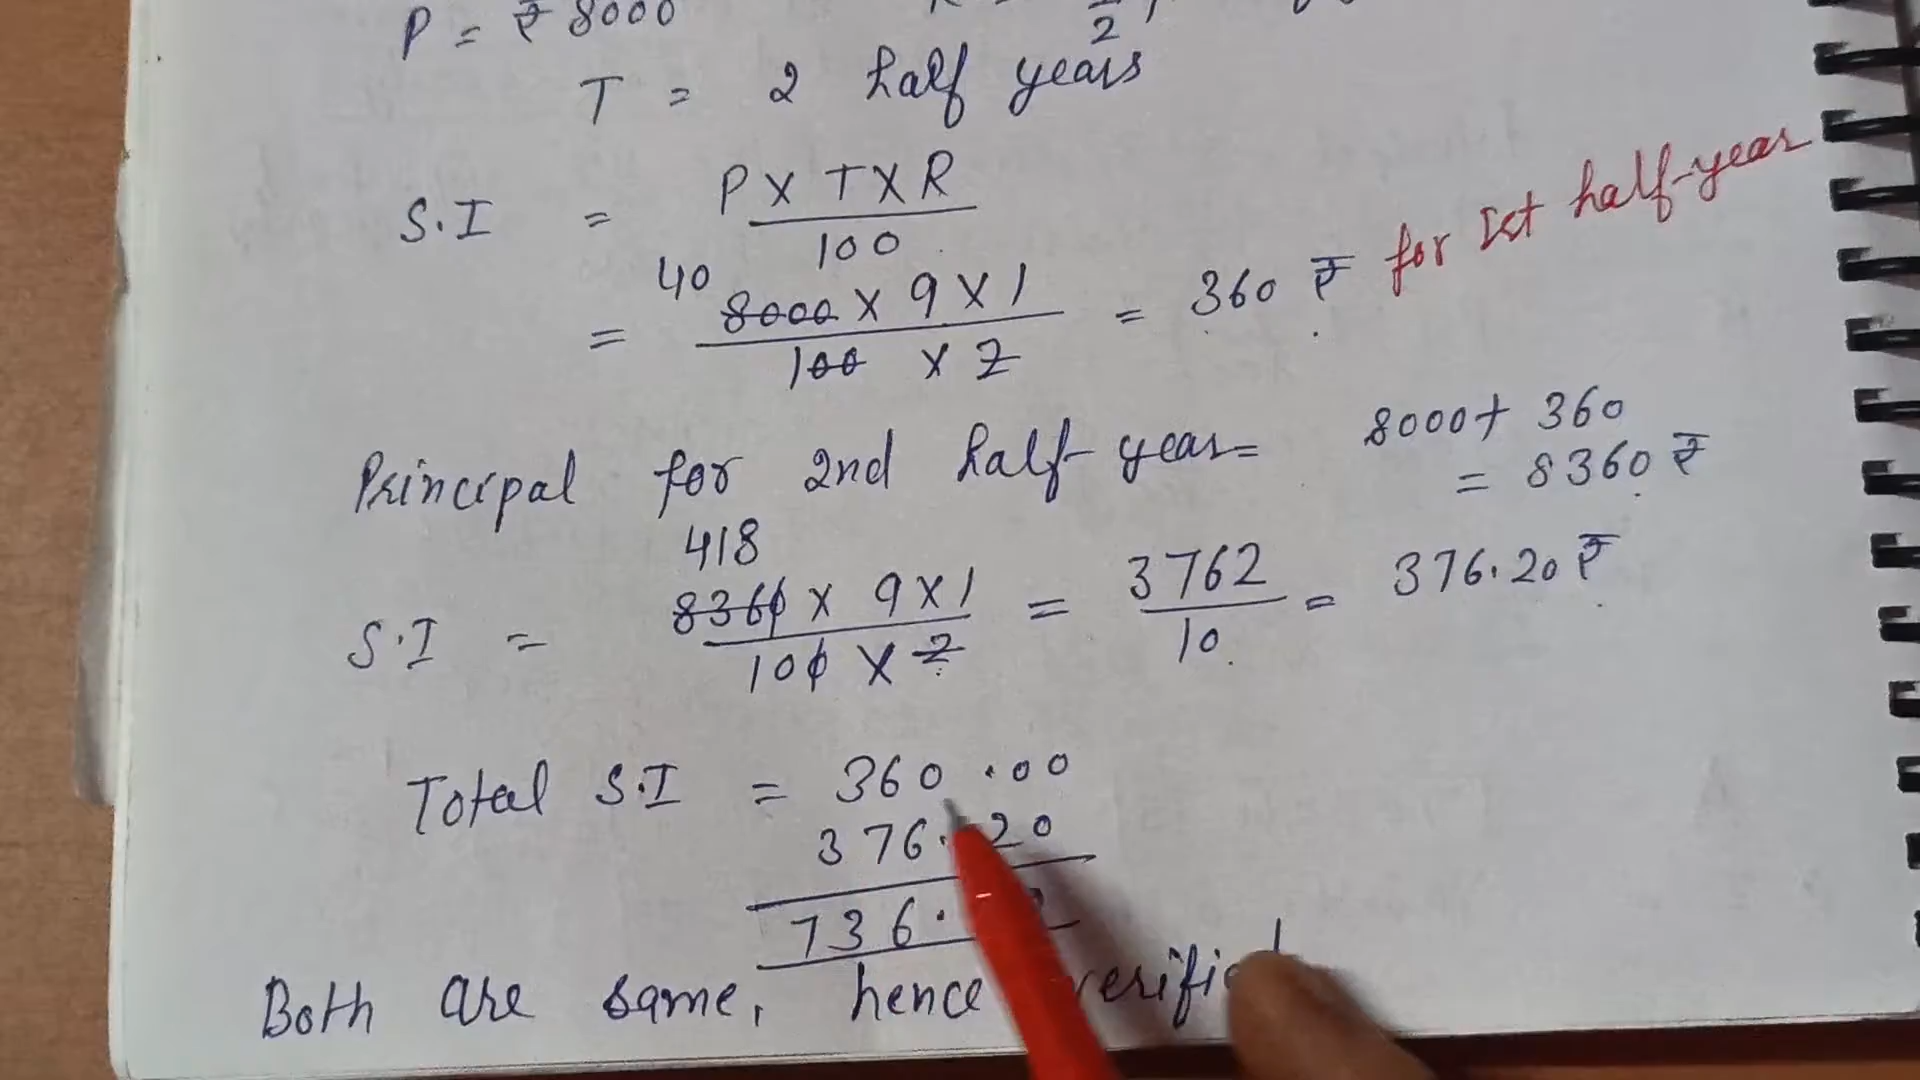 P = ₹ 8000
2
T = 2 half years
S.I = P X T X R
100
40
= 8000 X 9 X 1 = 360 ₹ for Ist half-year
100 X 2
Principal for 2nd half-year = 8000+ 360
= 8360 ₹
418
S.I = 8360 X 9 X 1 = 3762 = 376.20 ₹
100 X 2 10
Total S.I = 360.00
376.20
736.
Both are same, hence verified